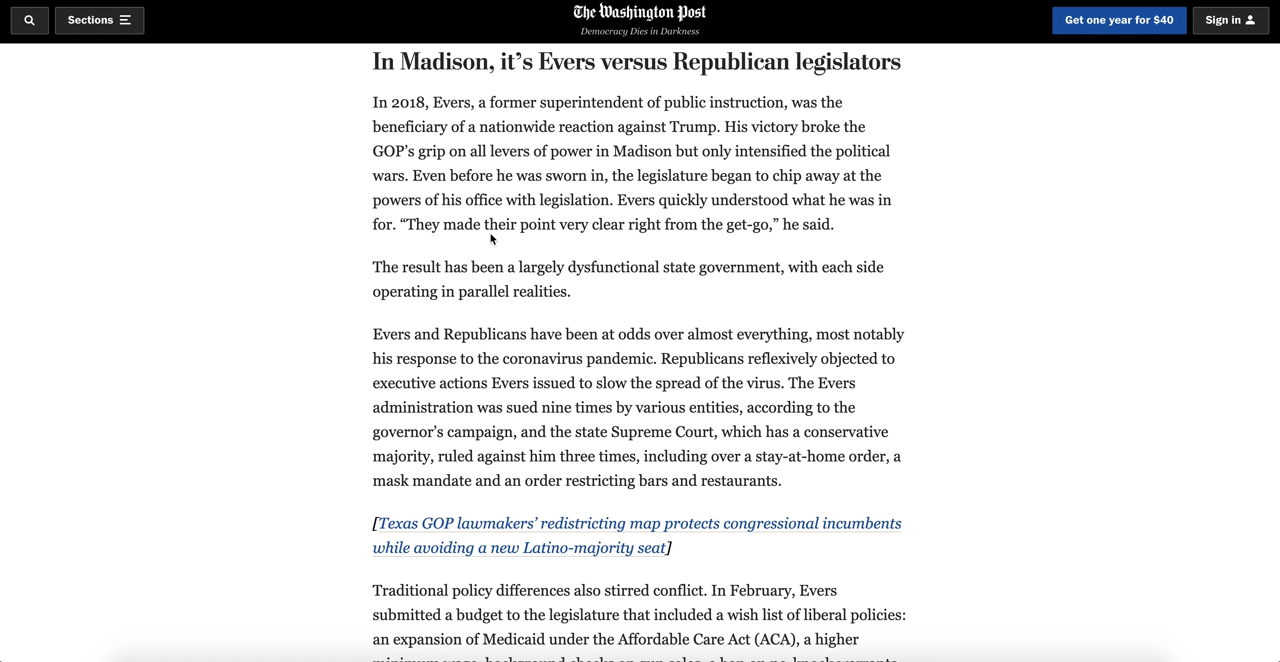 Sections
The Washington Post
Democracy Dies in Darkness
Get one year for $40
Sign in
In Madison, it’s Evers versus Republican legislators
In 2018, Evers, a former superintendent of public instruction, was the
beneficiary of a nationwide reaction against Trump. His victory broke the
GOP’s grip on all levers of power in Madison but only intensified the political
wars. Even before he was sworn in, the legislature began to chip away at the
powers of his office with legislation. Evers quickly understood what he was in
for. “They made their point very clear right from the get-go,” he said.
The result has been a largely dysfunctional state government, with each side
operating in parallel realities.
Evers and Republicans have been at odds over almost everything, most notably
his response to the coronavirus pandemic. Republicans reflexively objected to
executive actions Evers issued to slow the spread of the virus. The Evers
administration was sued nine times by various entities, according to the
governor’s campaign, and the state Supreme Court, which has a conservative
majority, ruled against him three times, including over a stay-at-home order, a
mask mandate and an order restricting bars and restaurants.
[Texas GOP lawmakers’ redistricting map protects congressional incumbents
while avoiding a new Latino-majority seat]
Traditional policy differences also stirred conflict. In February, Evers
submitted a budget to the legislature that included a wish list of liberal policies:
an expansion of Medicaid under the Affordable Care Act (ACA), a higher